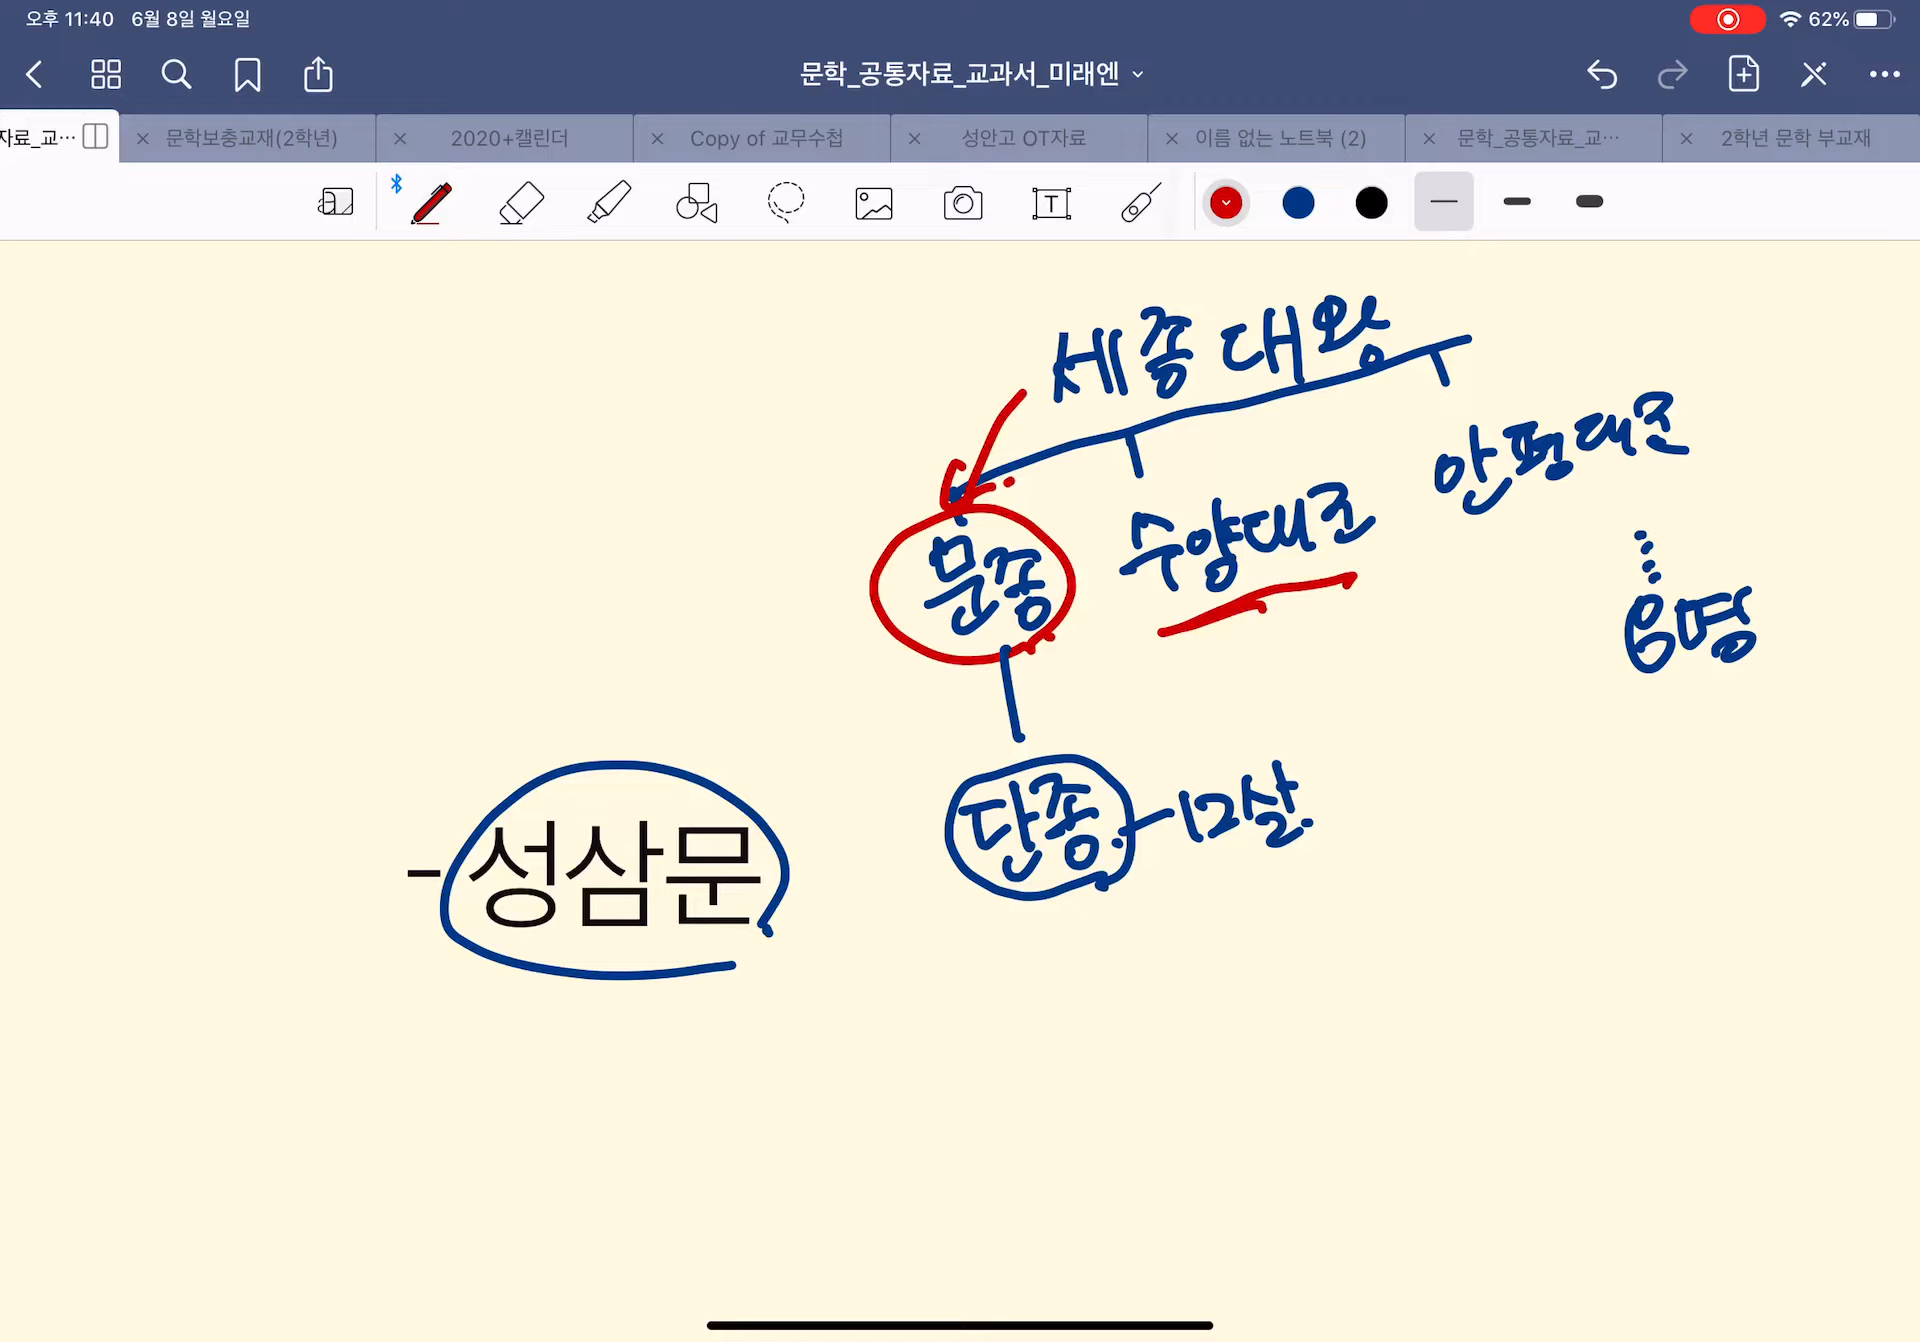 오후 11:40 6월 8일 월요일 62%
문학_공통자료_교과서_미래엔
자료_교… 문학보충교재(2학년) 2020+캘린더 Copy of 교무수첩 성안고 OT자료 이름 없는 노트북 (2) 문학_공통자료_교… 2학년 문학 부교재
세종대왕
문종 수양대군 안평대군
단종 - 12살
-성삼문